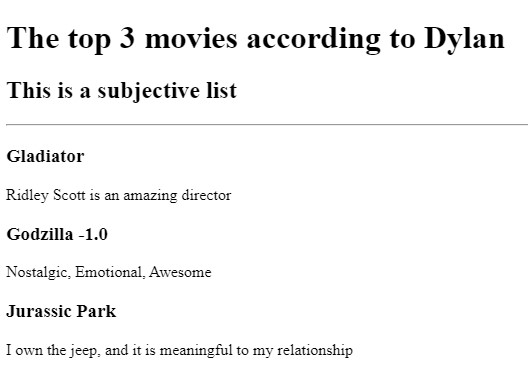 The top 3 movies according to Dylan
This is a subjective list
Gladiator
Ridley Scott is an amazing director
Godzilla -1.0
Nostalgic, Emotional, Awesome
Jurassic Park
I own the jeep, and it is meaningful to my relationship